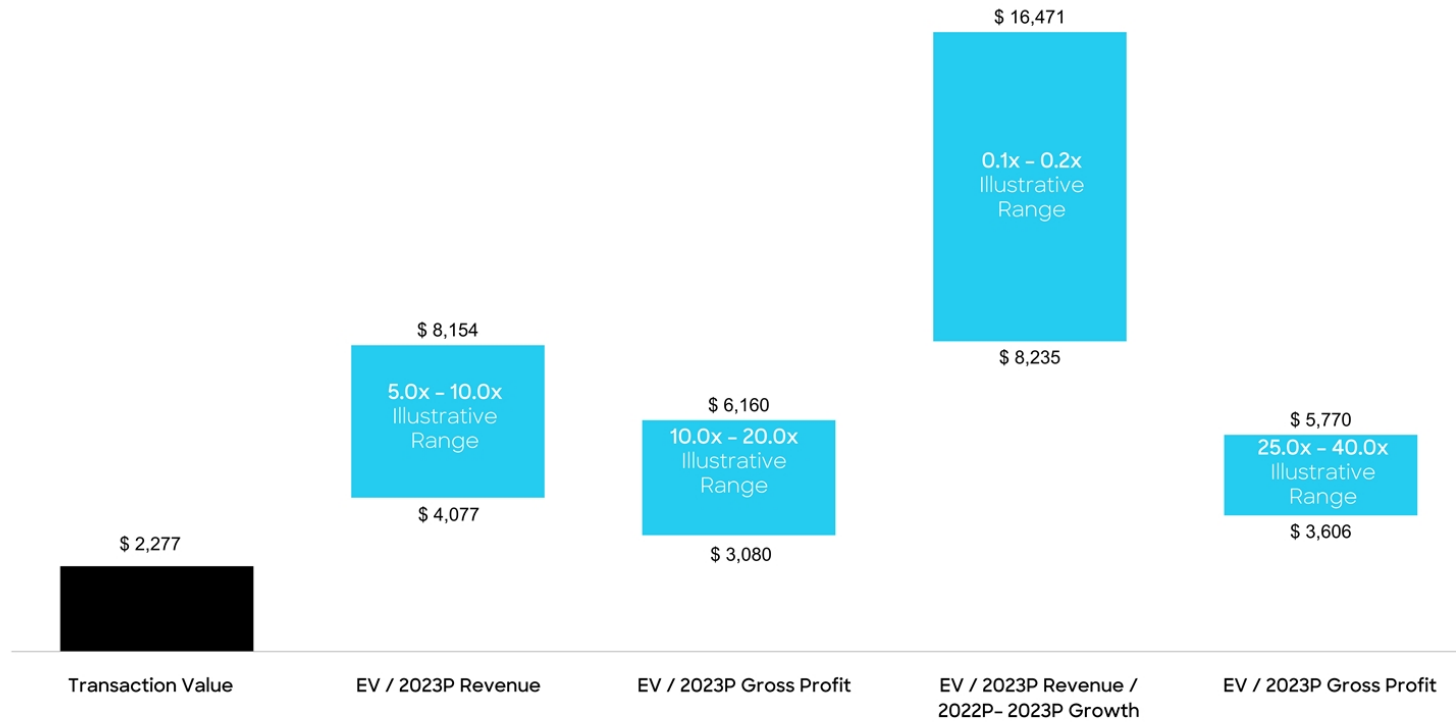 $ 16,471
0.1x – 0.2x
Illustrative
Range
$ 8,235
$ 8,154
5.0x – 10.0x
Illustrative
Range
$ 4,077
$ 6,160
10.0x – 20.0x
Illustrative
Range
$ 3,080
$ 5,770
25.0x – 40.0x
Illustrative
Range
$ 3,606
$ 2,277
Transaction Value
EV / 2023P Revenue
EV / 2023P Gross Profit
EV / 2023P Revenue /
2022P– 2023P Growth
EV / 2023P Gross Profit